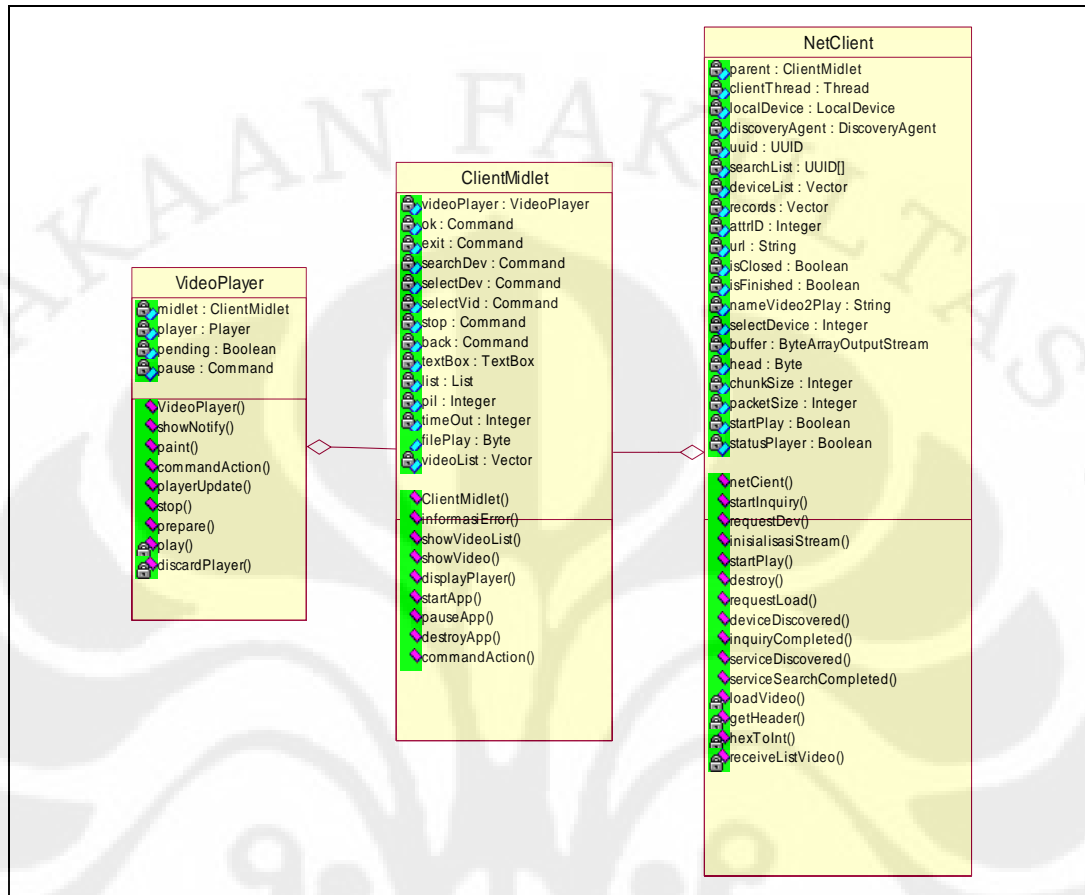 VideoPlayer
midlet : ClientMidlet
player : Player
pending : Boolean
pause : Command
VideoPlayer()
showNotify()
paint()
commandAction()
playerUpdate()
stop()
prepare()
play()
discardPlayer()
ClientMidlet
videoPlayer : VideoPlayer
ok : Command
exit : Command
searchDev : Command
selectDev : Command
selectVid : Command
stop : Command
back : Command
textBox : TextBox
list : List
pil : Integer
timeOut : Integer
filePlay : Byte
videoList : Vector
ClientMidlet()
informasiError()
showVideoList()
showVideo()
displayPlayer()
startApp()
pauseApp()
destroyApp()
commandAction()
NetClient
parent : ClientMidlet
clientThread : Thread
localDevice : LocalDevice
discoveryAgent : DiscoveryAgent
uuid : UUID
searchList : UUID[]
deviceList : Vector
records : Vector
attrID : Integer
url : String
isClosed : Boolean
isFinished : Boolean
nameVideo2Play : String
selectDevice : Integer
buffer : ByteArrayOutputStream
head : Byte
chunkSize : Integer
packetSize : Integer
startPlay : Boolean
statusPlayer : Boolean
netCient()
startInquiry()
requestDev()
inisialisasiStream()
startPlay()
destroy()
requestLoad()
deviceDiscovered()
inquiryCompleted()
serviceDiscovered()
serviceSearchCompleted()
loadVideo()
getHeader()
hexToInt()
receiveListVideo()
AKAAN FAKULTAS